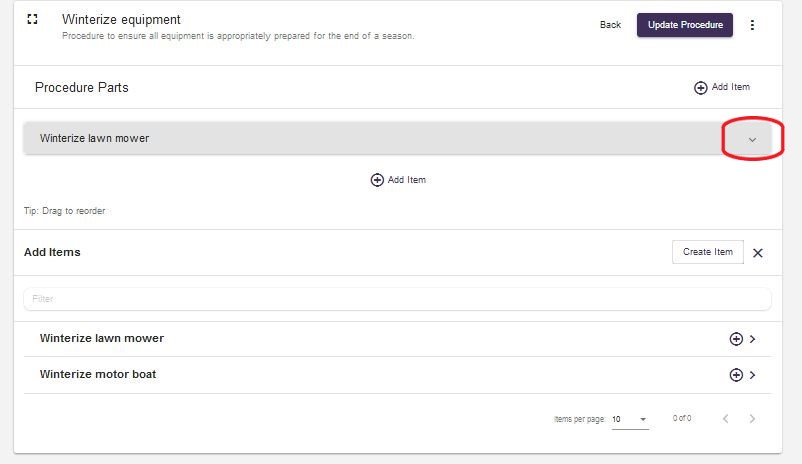 Winterize equipment
Back
Update Procedure
Procedure to ensure all equipment is appropriately prepared for the end of a season.
Procedure Parts
Add Item
Winterize lawn mower
Add Item
Tip: Drag to reorder
Add Items
Create Item
Filter
Winterize lawn mower
Winterize motor boat
Items per page: 10
0 of 0